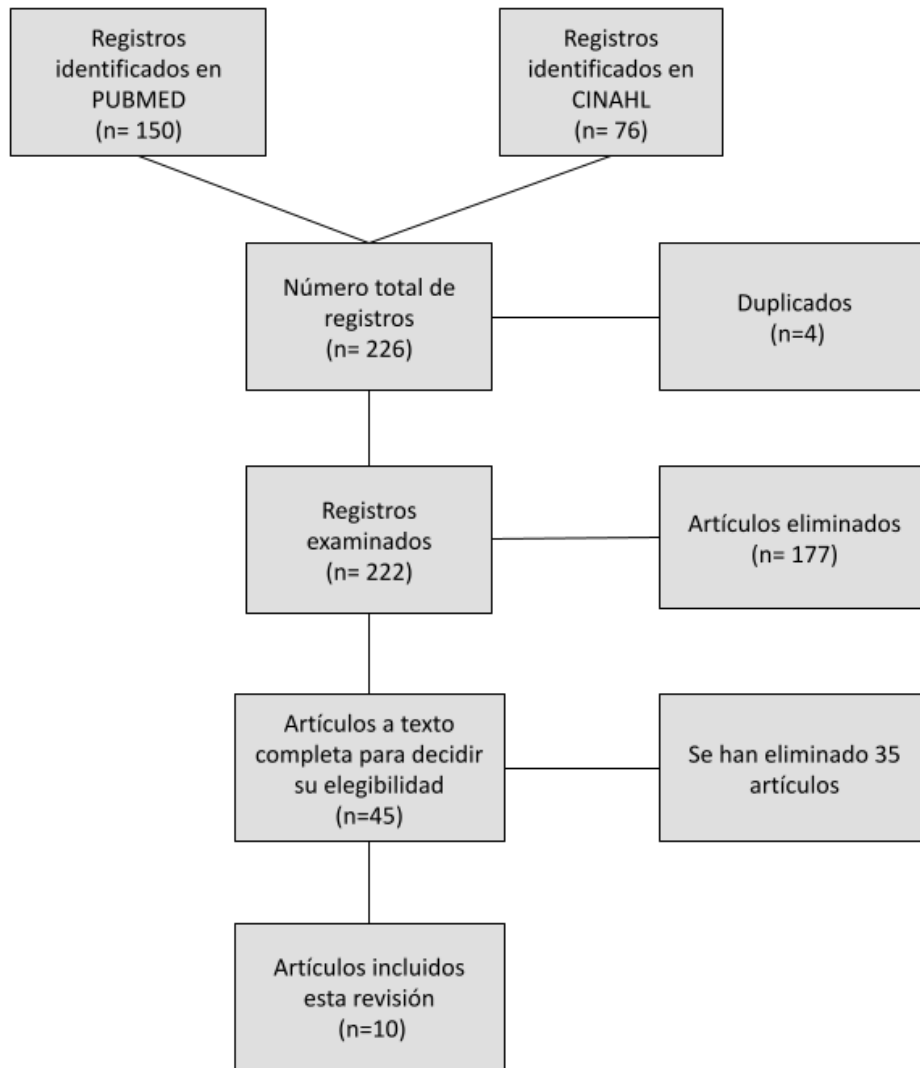 Registros
identificados en
PUBMED
(n= 150)
Registros
identificados en
CINAHL
(n= 76)
Número total de
registros
(n= 226)
Duplicados
(n=4)
Registros
examinados
(n= 222)
Artículos eliminados
(n= 177)
Artículos a texto
completa para decidir
su elegibilidad
(n=45)
Se han eliminado 35
artículos
Artículos incluidos
esta revisión
(n=10)